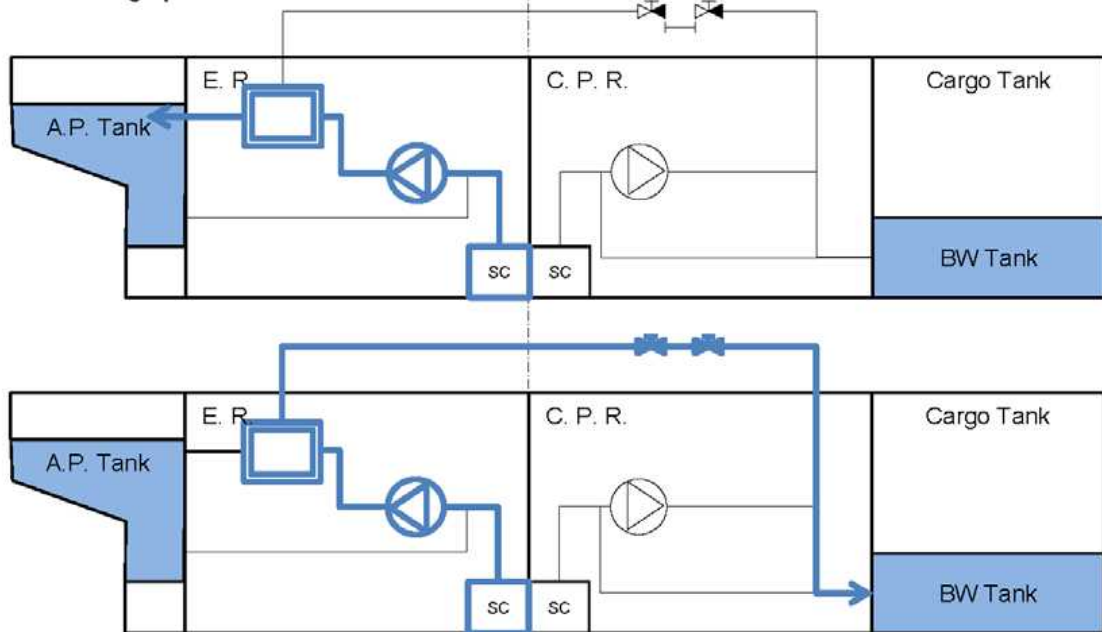 E. R.
C. P. R.
Cargo Tank
A.P. Tank
SC
SC
BW Tank
E. R.
C. P. R.
Cargo Tank
A.P. Tank
SC
SC
BW Tank